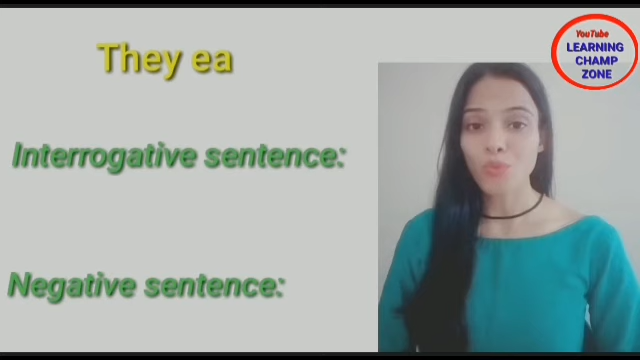 They ea
YouTube
LEARNING
CHAMP
ZONE
Interrogative sentence:
Negative sentence: